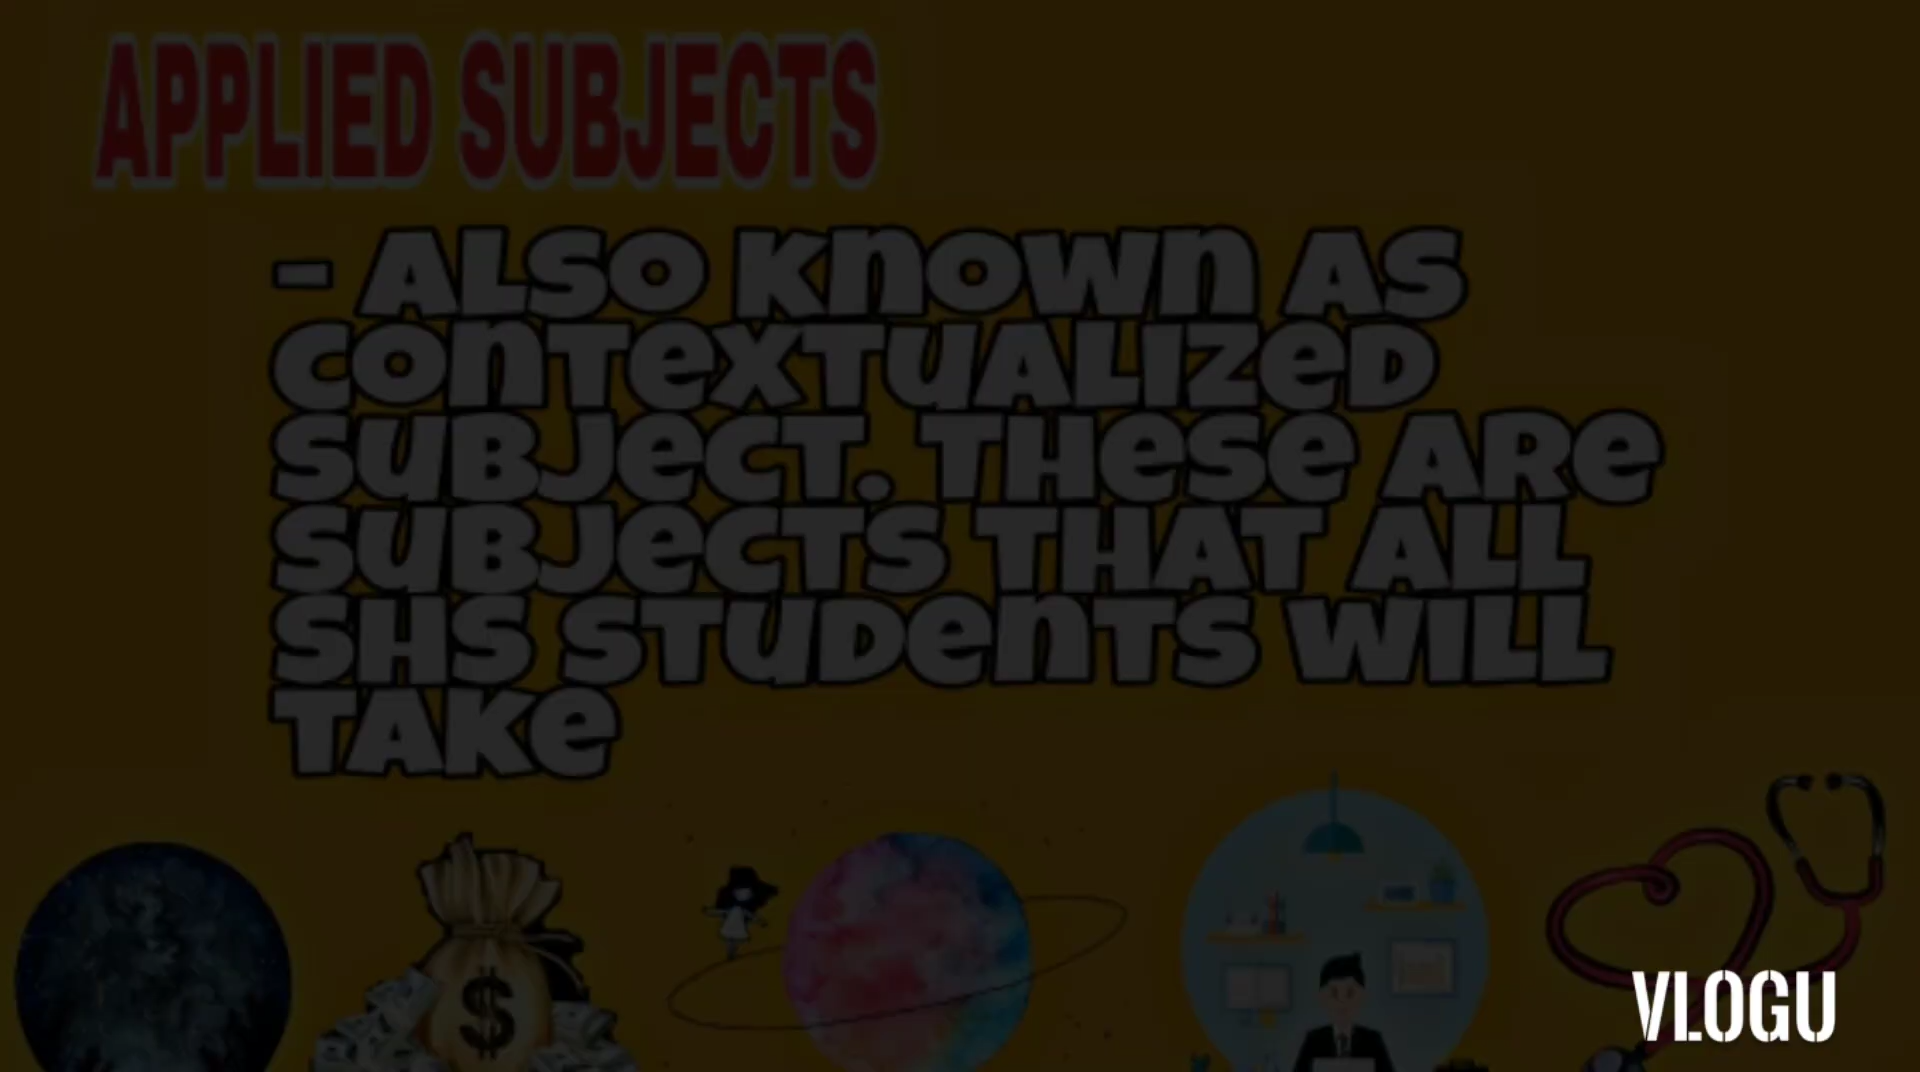 APPLIED SUBJECTS
- ALSO KNOWN AS
CONTEXTUALIZED
SUBJECT. THESE ARE
SUBJECTS THAT ALL
SHS STUDENTS WILL
TAKE
$
VLOGU